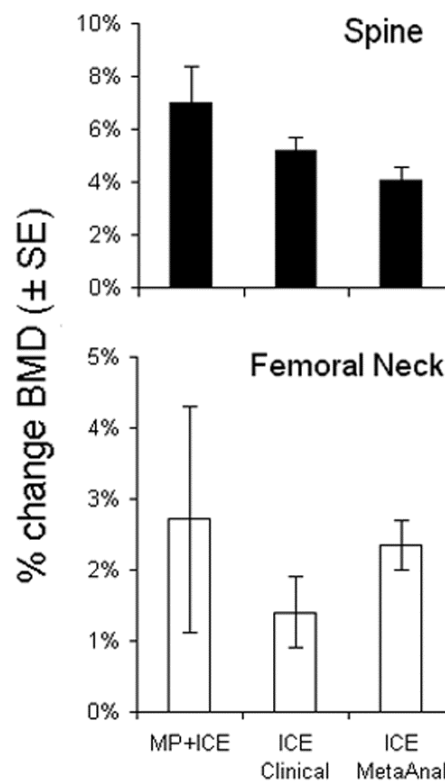 % change BMD (± SE)
Spine
10%
8%
6%
4%
2%
0%
Femoral Neck
5%
4%
3%
2%
1%
0%
MP+ICE
ICE
Clinical
ICE
MetaAnal